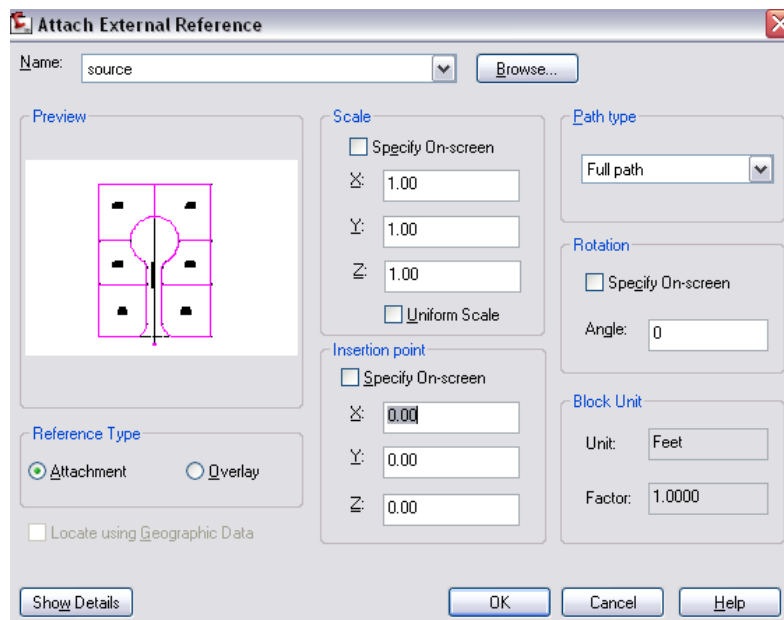 Attach External Reference
Name: source Browse...
Preview
Scale
Specify On-screen
X: 1.00
Y: 1.00
Z: 1.00
Uniform Scale
Path type
Full path
Rotation
Specify On-screen
Angle: 0
Insertion point
Specify On-screen
X: 0.00
Y: 0.00
Z: 0.00
Block Unit
Unit: Feet
Factor: 1.0000
Reference Type
Attachment Overlay
Locate using Geographic Data
Show Details OK Cancel Help